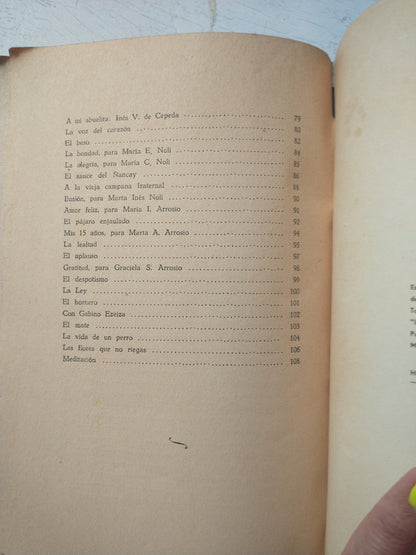 A mi abuelita. Inés V. de Cepeda 79
La voz del corazón 80
El beso 82
La bondad, para María E. Noli 84
La alegría, para María C. Noli 85
El sauce del Ñancay 86
A la vieja campana fraternal 88
Ilusión, para Marta Inés Noli 90
Amor feliz, para María I. Arrosio 91
El pájaro enjaulado 92
Mis 15 años, para Marta A. Arrosio 94
La lealtad 95
El aplauso 97
Gratitud, para Graciela S. Arrosio 98
El despotismo 99
La Ley 100
El hornero 101
Con Gabino Ezeiza 102
El mate 103
La vida de un perro 104
Las flores que no riegas 106
Meditación 108